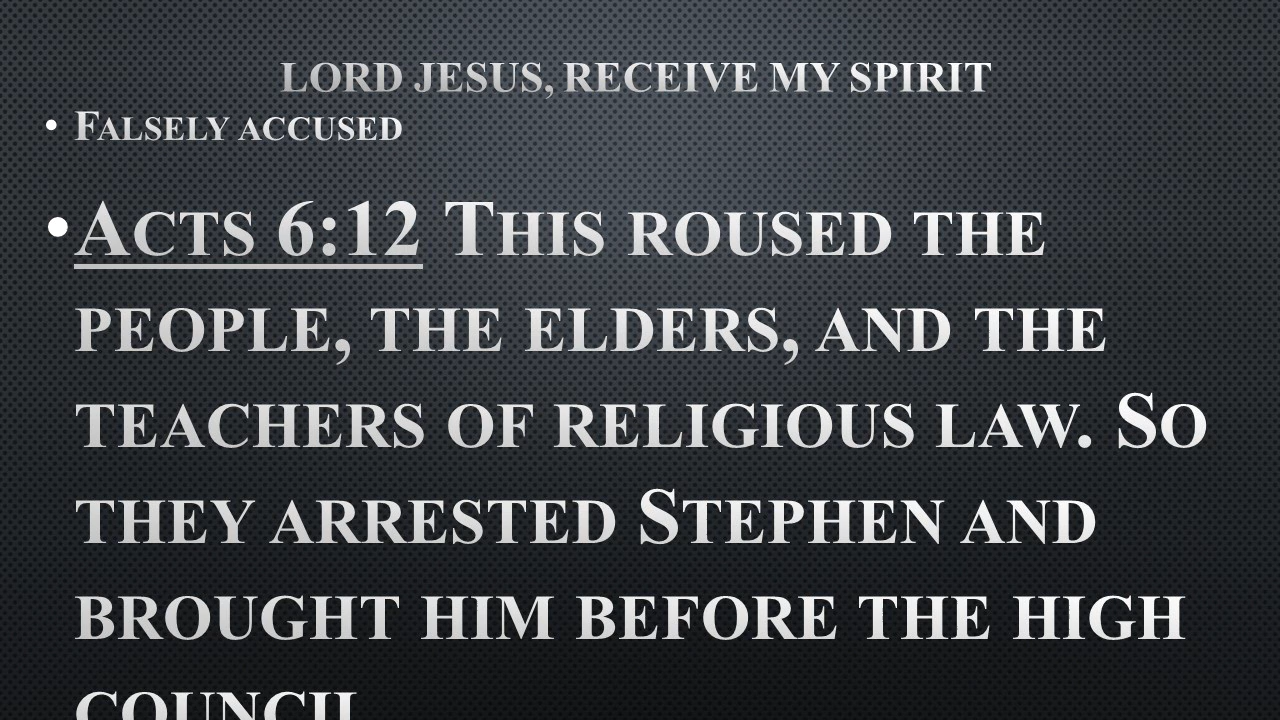 LORD JESUS, RECEIVE MY SPIRIT
• FALSELY ACCUSED
• ACTS 6:12 THIS ROUSED THE
PEOPLE, THE ELDERS, AND THE
TEACHERS OF RELIGIOUS LAW. SO
THEY ARRESTED STEPHEN AND
BROUGHT HIM BEFORE THE HIGH
COUNCIL